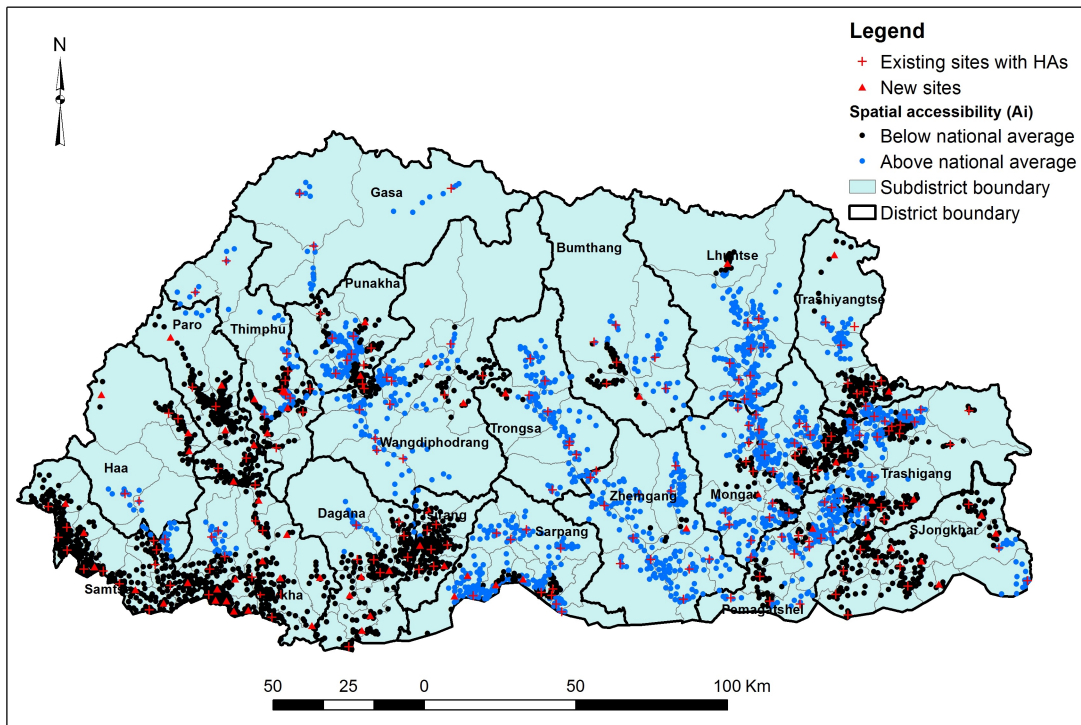 N
Legend
Existing sites with HAs
New sites
Spatial accessibility (Ai)
Below national average
Above national average
Subdistrict boundary
District boundary
Gasa
Bumthang
Lhuntse
Punakha
Trashiyangtse
Paro
Thimphu
Trongsa
Wangdiphodrang
Haa
Trashigang
Zhemgang
Mongar
Dagana
Sarpang
SJongkhar
Pemagatshel
50 25 0 50 100 Km